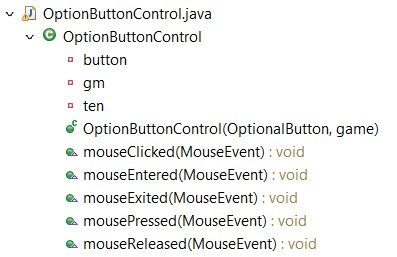 OptionButtonControl.java
OptionButtonControl
button
gm
ten
OptionButtonControl(OptionalButton, game)
mouseClicked(MouseEvent) : void
mouseEntered(MouseEvent) : void
mouseExited(MouseEvent) : void
mousePressed(MouseEvent) : void
mouseReleased(MouseEvent) : void